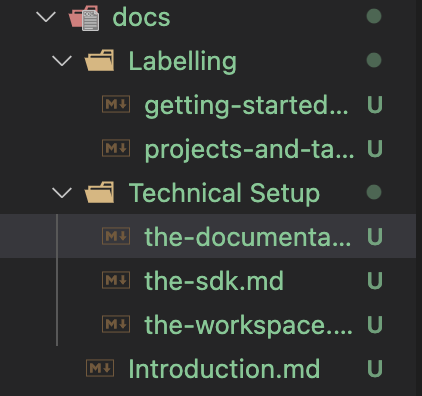 docs
Labelling
M↓ getting-started... U
M↓ projects-and-ta... U
Technical Setup
M↓ the-documenta... U
M↓ the-sdk.md U
M↓ the-workspace.... U
M↓ Introduction.md U